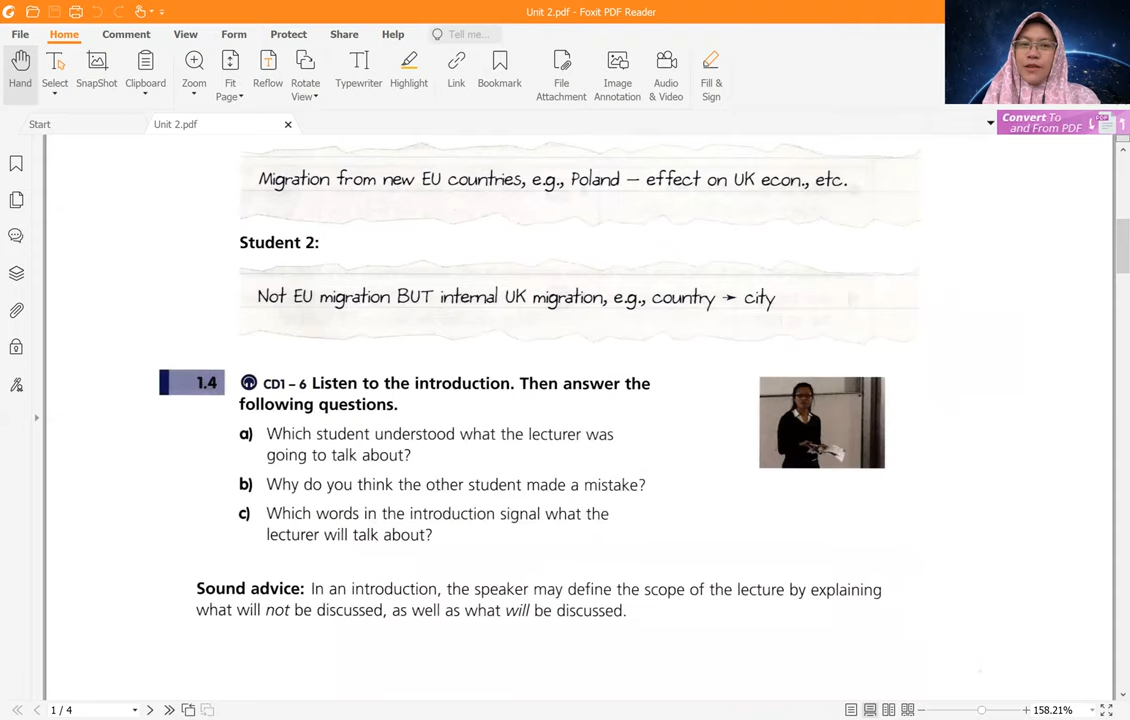 Unit 2.pdf - Foxit PDF Reader
File Home Comment View Form Protect Share Help Tell me...
Hand Select SnapShot Clipboard Zoom Fit Page Reflow Rotate View Typewriter Highlight Link Bookmark File Attachment Image Annotation Audio & Video Fill & Sign
Start Unit 2.pdf
Convert To
and From PDF
Migration from new EU countries, e.g., Poland – effect on UK econ., etc.
Student 2:
Not EU migration BUT internal UK migration, e.g., country → city
1.4 CD1 – 6 Listen to the introduction. Then answer the
following questions.
a) Which student understood what the lecturer was
going to talk about?
b) Why do you think the other student made a mistake?
c) Which words in the introduction signal what the
lecturer will talk about?
Sound advice: In an introduction, the speaker may define the scope of the lecture by explaining
what will not be discussed, as well as what will be discussed.
1 / 4 158.21%